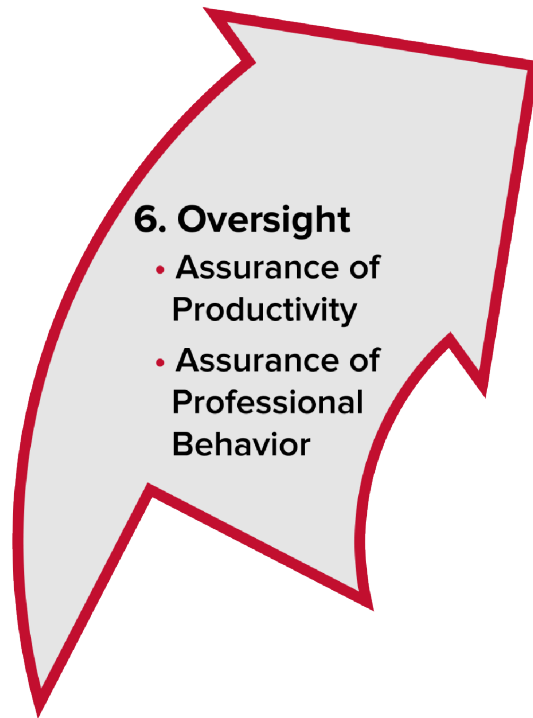 6. Oversight
• Assurance of
Productivity
• Assurance of
Professional
Behavior